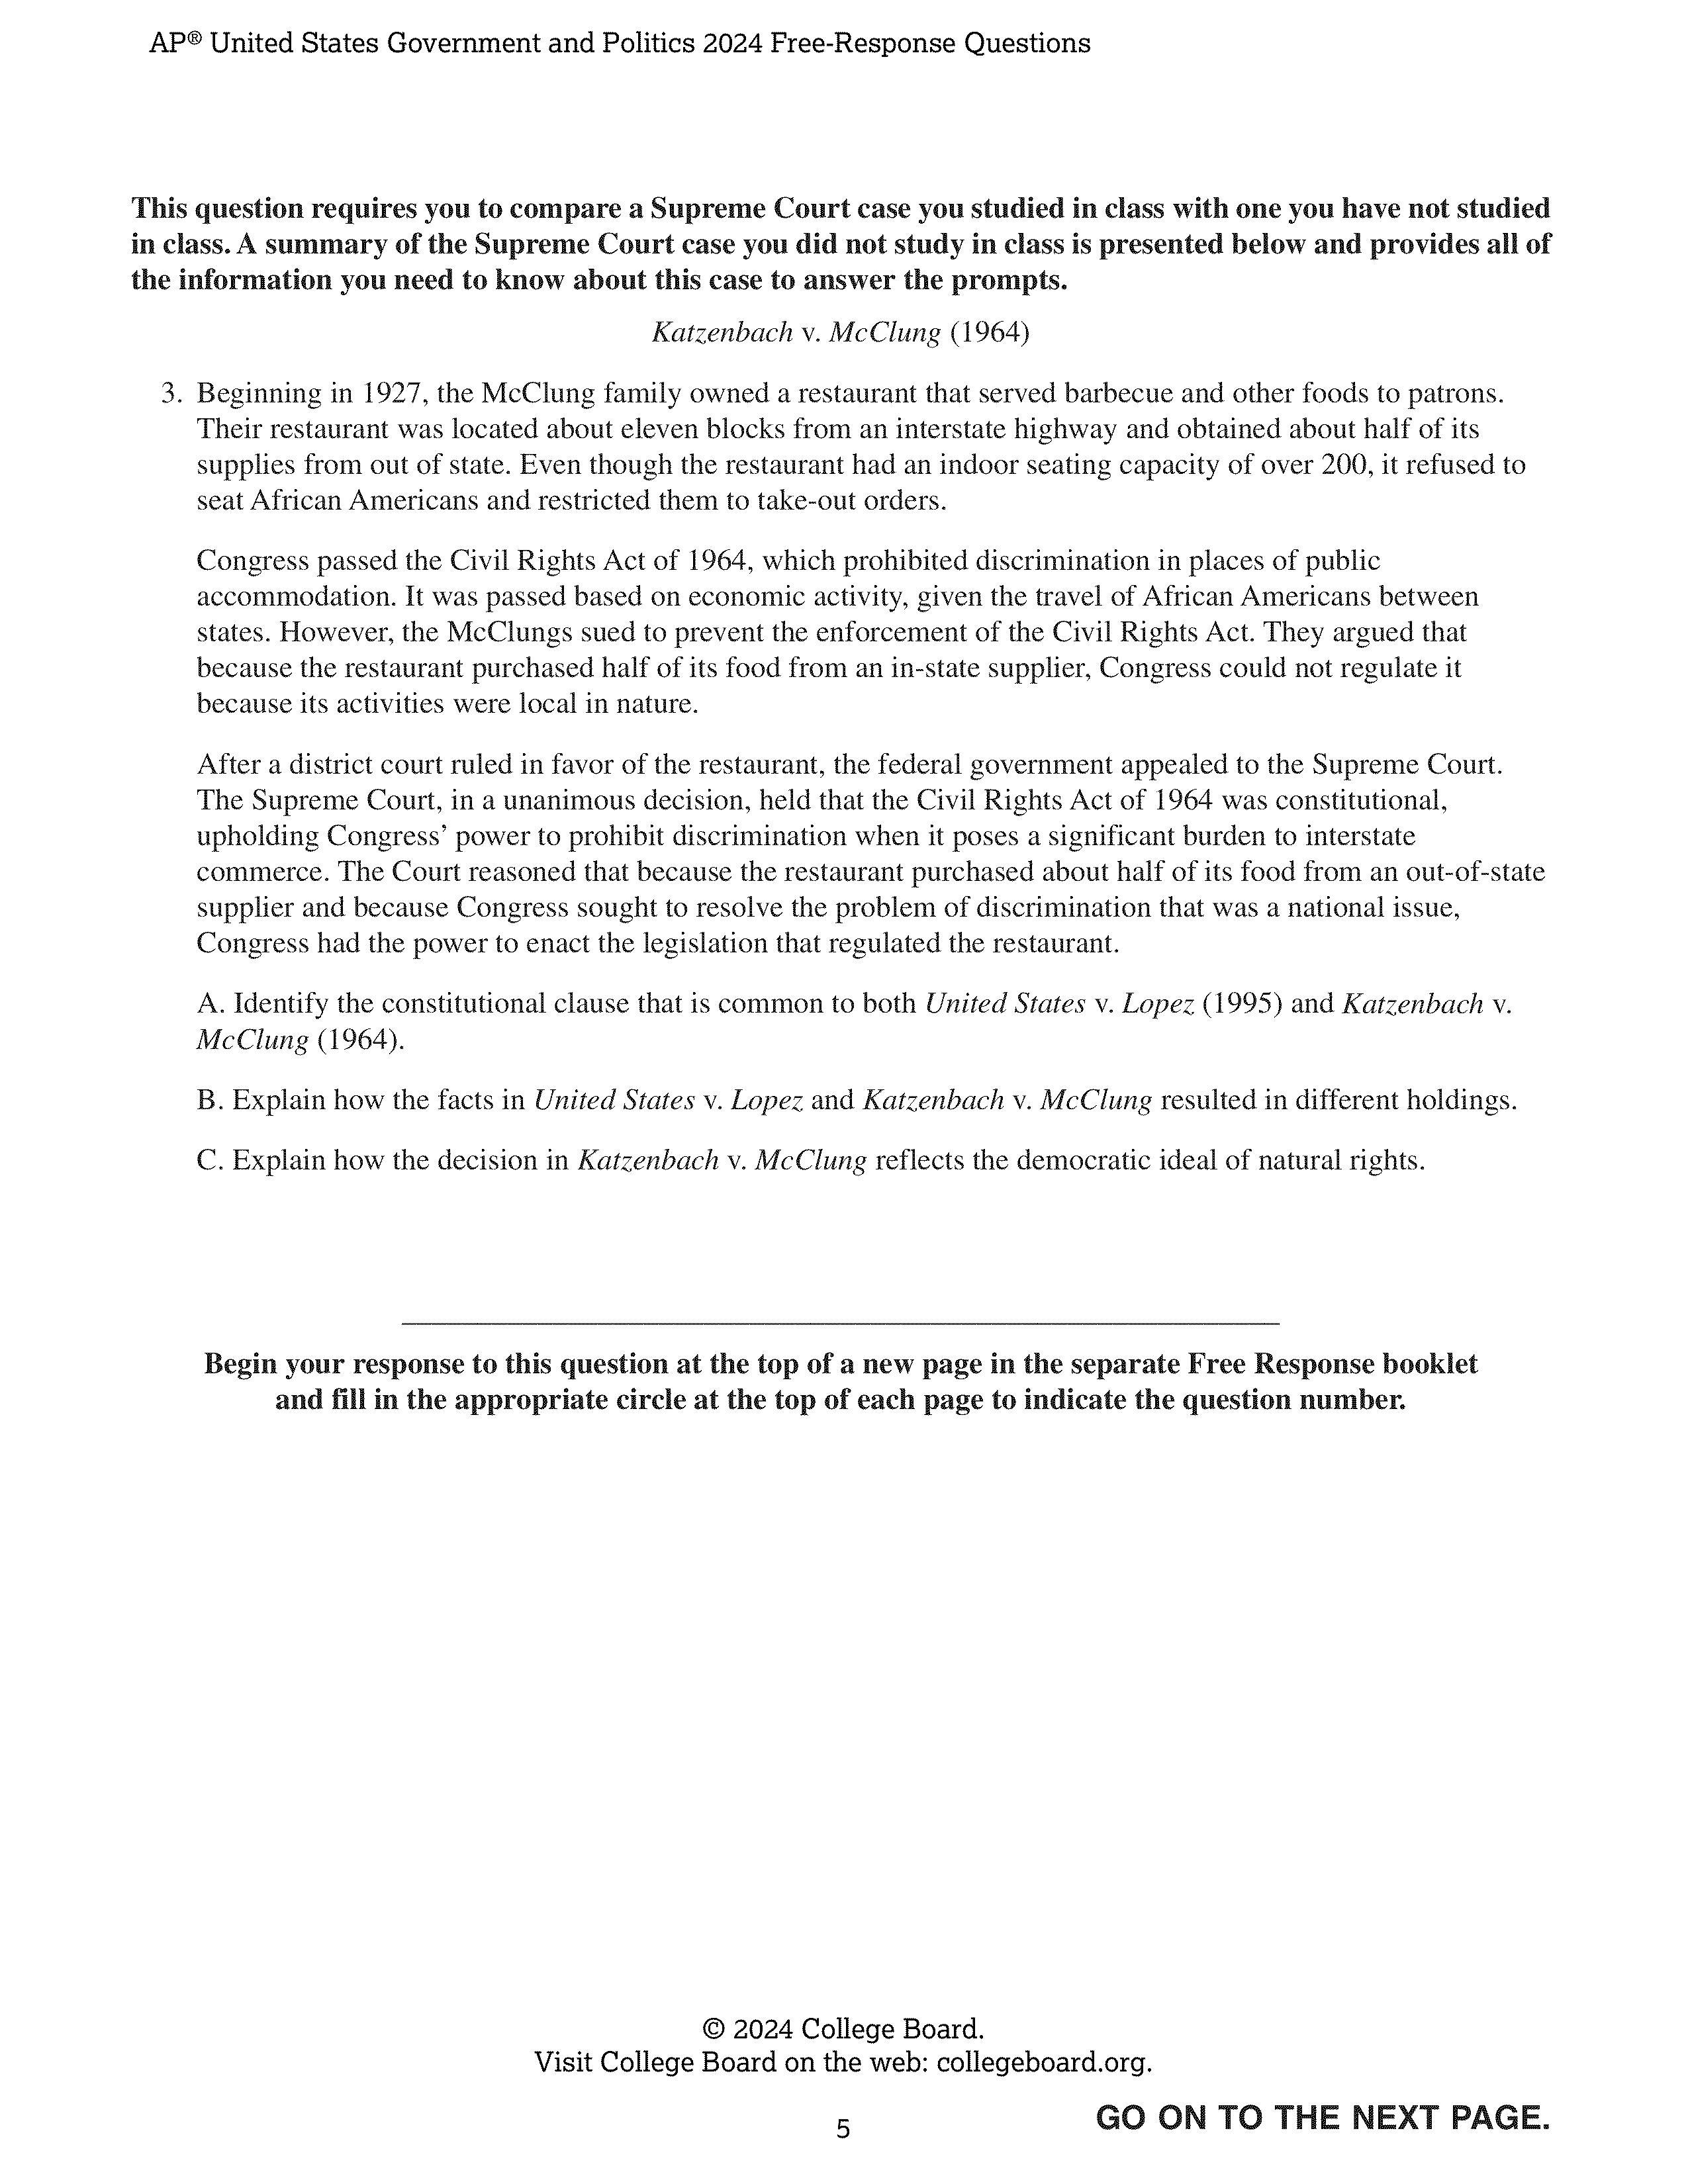 AP® United States Government and Politics 2024 Free-Response Questions
This question requires you to compare a Supreme Court case you studied in class with one you have not studied
in class. A summary of the Supreme Court case you did not study in class is presented below and provides all of
the information you need to know about this case to answer the prompts.
Katzenbach v. McClung (1964)
3. Beginning in 1927, the McClung family owned a restaurant that served barbecue and other foods to patrons.
Their restaurant was located about eleven blocks from an interstate highway and obtained about half of its
supplies from out of state. Even though the restaurant had an indoor seating capacity of over 200, it refused to
seat African Americans and restricted them to take-out orders.
Congress passed the Civil Rights Act of 1964, which prohibited discrimination in places of public
accommodation. It was passed based on economic activity, given the travel of African Americans between
states. However, the McClungs sued to prevent the enforcement of the Civil Rights Act. They argued that
because the restaurant purchased half of its food from an in-state supplier, Congress could not regulate it
because its activities were local in nature.
After a district court ruled in favor of the restaurant, the federal government appealed to the Supreme Court.
The Supreme Court, in a unanimous decision, held that the Civil Rights Act of 1964 was constitutional,
upholding Congress’ power to prohibit discrimination when it poses a significant burden to interstate
commerce. The Court reasoned that because the restaurant purchased about half of its food from an out-of-state
supplier and because Congress sought to resolve the problem of discrimination that was a national issue,
Congress had the power to enact the legislation that regulated the restaurant.
A. Identify the constitutional clause that is common to both United States v. Lopez (1995) and Katzenbach v.
McClung (1964).
B. Explain how the facts in United States v. Lopez and Katzenbach v. McClung resulted in different holdings.
C. Explain how the decision in Katzenbach v. McClung reflects the democratic ideal of natural rights.
Begin your response to this question at the top of a new page in the separate Free Response booklet
and fill in the appropriate circle at the top of each page to indicate the question number.
© 2024 College Board.
Visit College Board on the web: collegeboard.org.
GO ON TO THE NEXT PAGE.
5